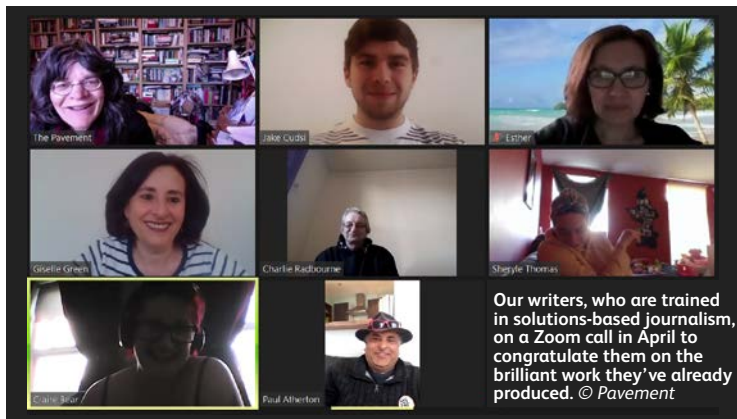 The Pavement
Jake Cudsi
Esther
Giselle Green
Charlie Radbourne
Sheryle Thomas
Claire Bear
Paul Atherton
Our writers, who are trained
in solutions-based journalism,
on a Zoom call in April to
congratulate them on the
brilliant work they’ve already
produced. © Pavement